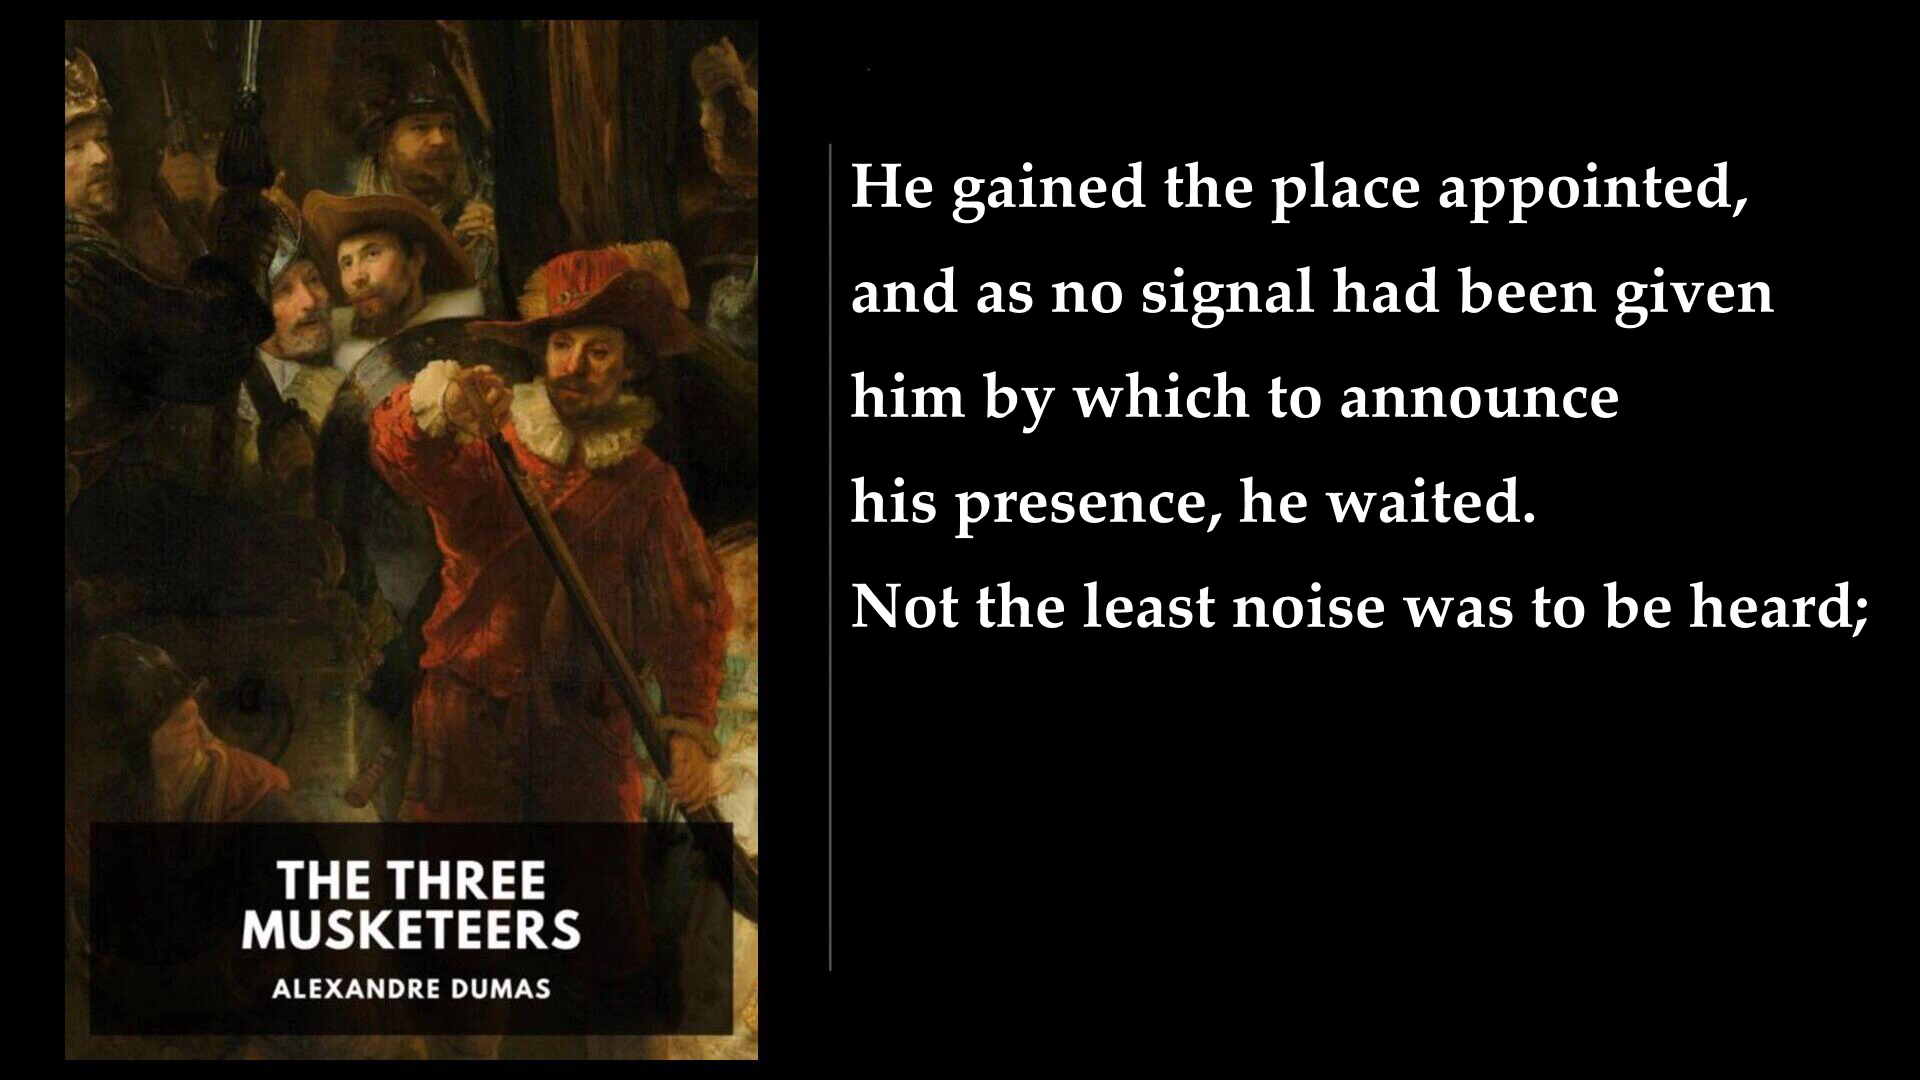 THE THREE
MUSKETEERS
ALEXANDRE DUMAS
He gained the place appointed,
and as no signal had been given
him by which to announce
his presence, he waited.
Not the least noise was to be heard;